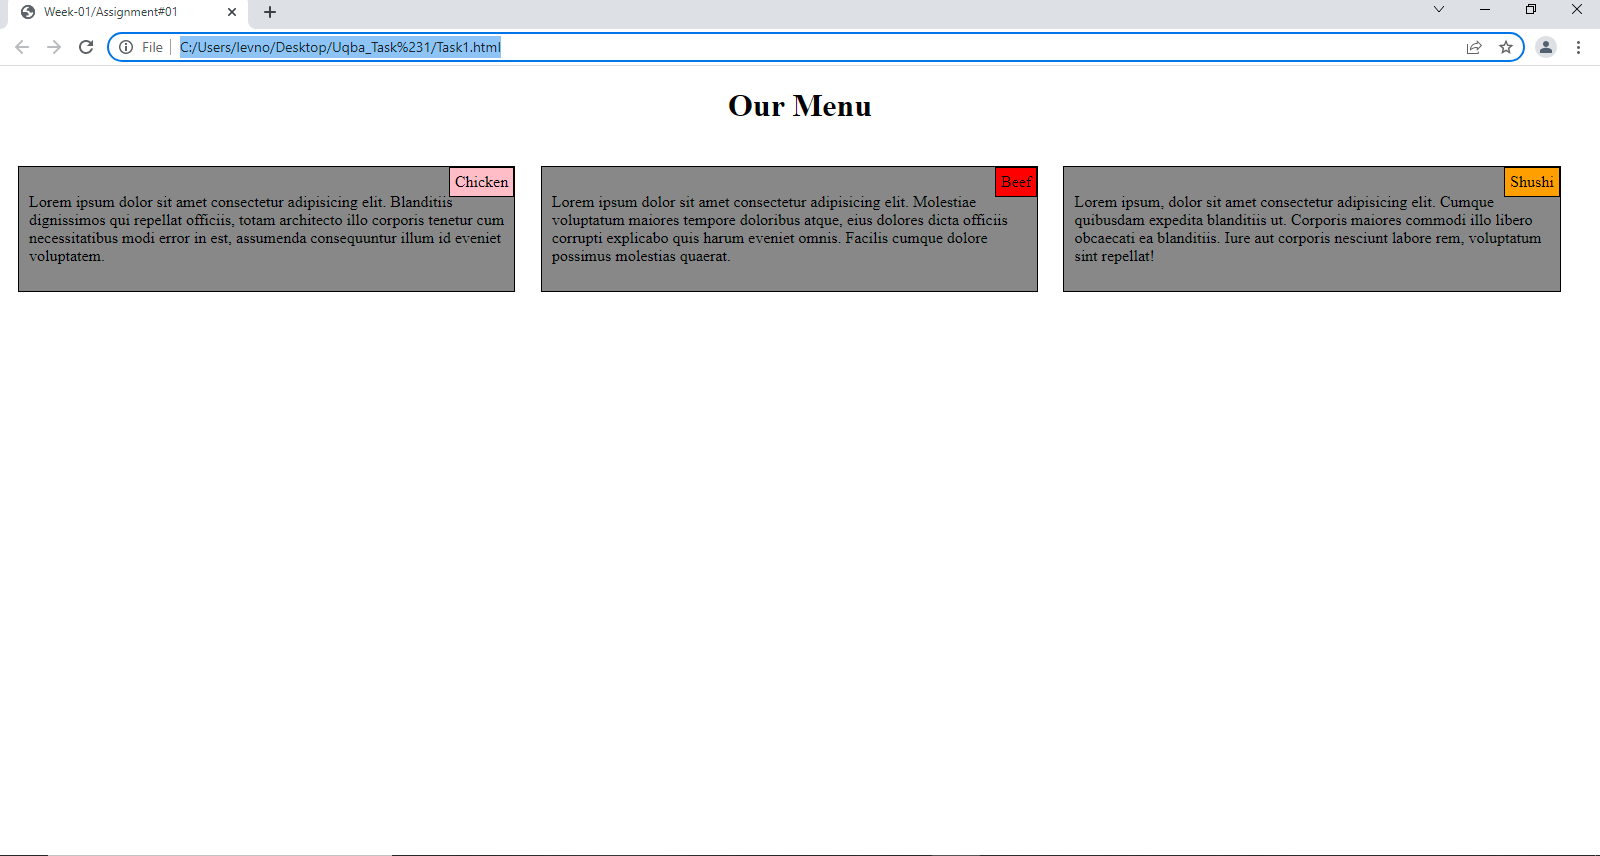 Week-01/Assignment#01
File
C:/Users/levno/Desktop/Uqba_Task%231/Task1.html
Our Menu
Chicken
Lorem ipsum dolor sit amet consectetur adipisicing elit. Blanditiis
dignissimos qui repellat officiis, totam architecto illo corporis tenetur cum
necessitatibus modi error in est, assumenda consequuntur illum id eveniet
voluptatem.
Beef
Lorem ipsum dolor sit amet consectetur adipisicing elit. Molestiae
voluptatum maiores tempore doloribus atque, eius dolores dicta officiis
corrupti explicabo quis harum eveniet omnis. Facilis cumque dolore
possimus molestias quaerat.
Shushi
Lorem ipsum, dolor sit amet consectetur adipisicing elit. Cumque
quibusdam expedita blanditiis ut. Corporis maiores commodi illo libero
obcaecati ea blanditiis. Iure aut corporis nesciunt labore rem, voluptatum
sint repellat!